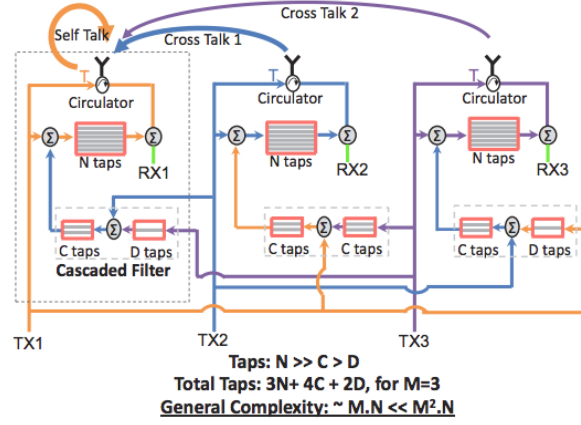 Cross Talk 2
Self Talk
Cross Talk 1
T
T
T
Circulator
Circulator
Circulator
Σ
Σ
Σ
Σ
Σ
Σ
N taps
N taps
N taps
RX1
RX2
RX3
Σ
Σ
Σ
C taps
D taps
C taps
C taps
C taps
D taps
Cascaded Filter
TX1
TX2
TX3
Taps: N >> C > D
Total Taps: 3N+ 4C + 2D, for M=3
General Complexity: ~ M.N << M².N